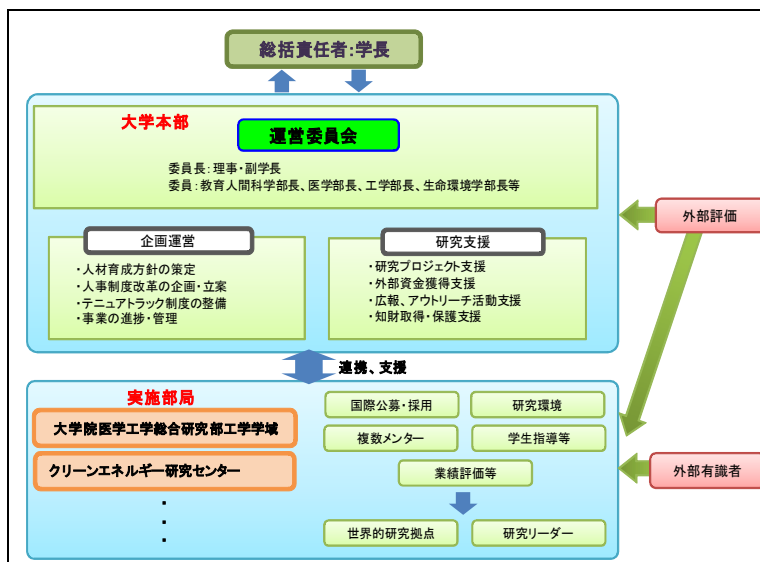 総括責任者:学長
大学本部
運営委員会
委員長:理事・副学長
委員:教育人間科学部長、医学部長、工学部長、生命環境学部長等
企画運営
・人材育成方針の策定
・人事制度改革の企画・立案
・テニュアトラック制度の整備
・事業の進捗・管理
研究支援
・研究プロジェクト支援
・外部資金獲得支援
・広報、アウトリーチ活動支援
・知財取得・保護支援
外部評価
連携、支援
実施部局
大学院医学工学総合研究部工学学域
クリーンエネルギー研究センター
・
・
・
国際公募・採用
研究環境
複数メンター
学生指導等
業績評価等
世界的研究拠点
研究リーダー
外部有識者